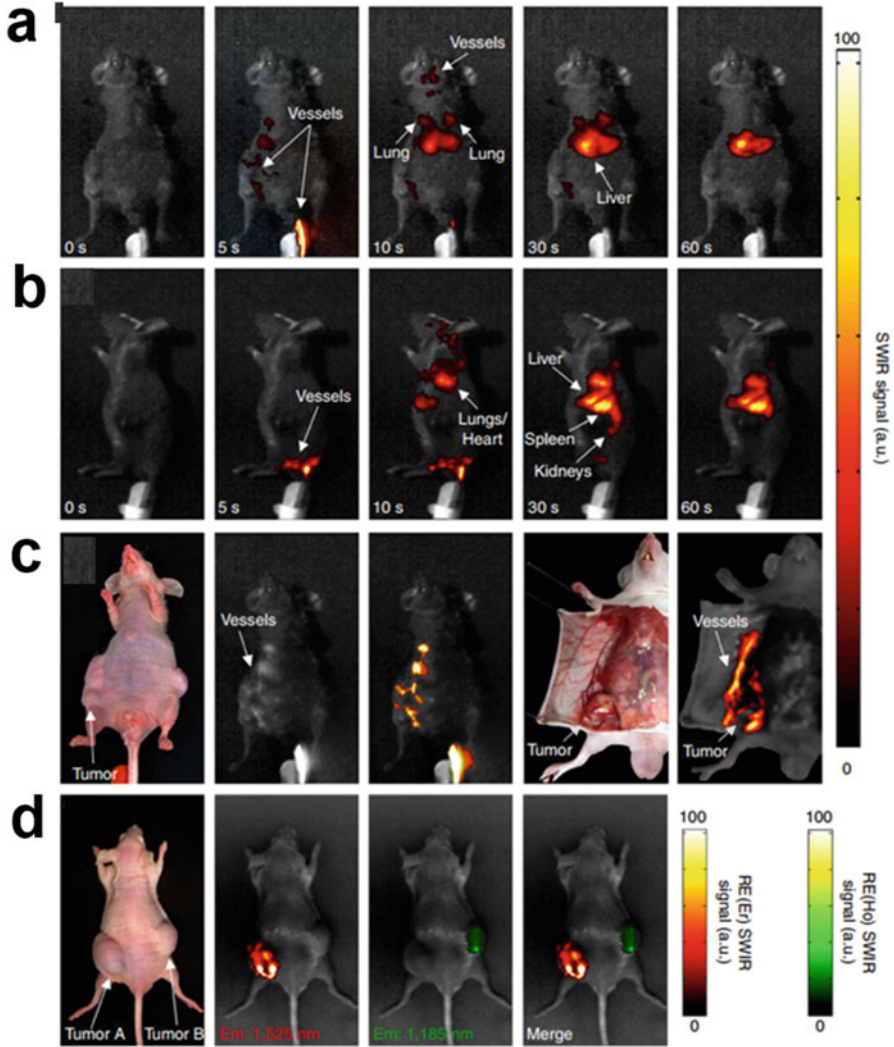 a
Vessels
Vessels
Lung
Lung
Liver
0 s
5 s
10 s
30 s
60 s
100
SWIR signal (a.u.)
0
b
Vessels
Lungs/
Heart
Liver
Spleen
Kidneys
0 s
5 s
10 s
30 s
60 s
c
Tumor
Vessels
Tumor
Vessels
Tumor
d
Tumor A
Tumor B
Em: 1,525 nm
Em: 1,185 nm
Merge
100
RE(Er) SWIR
signal (a.u.)
0
100
RE(Ho) SWIR
signal (a.u.)
0